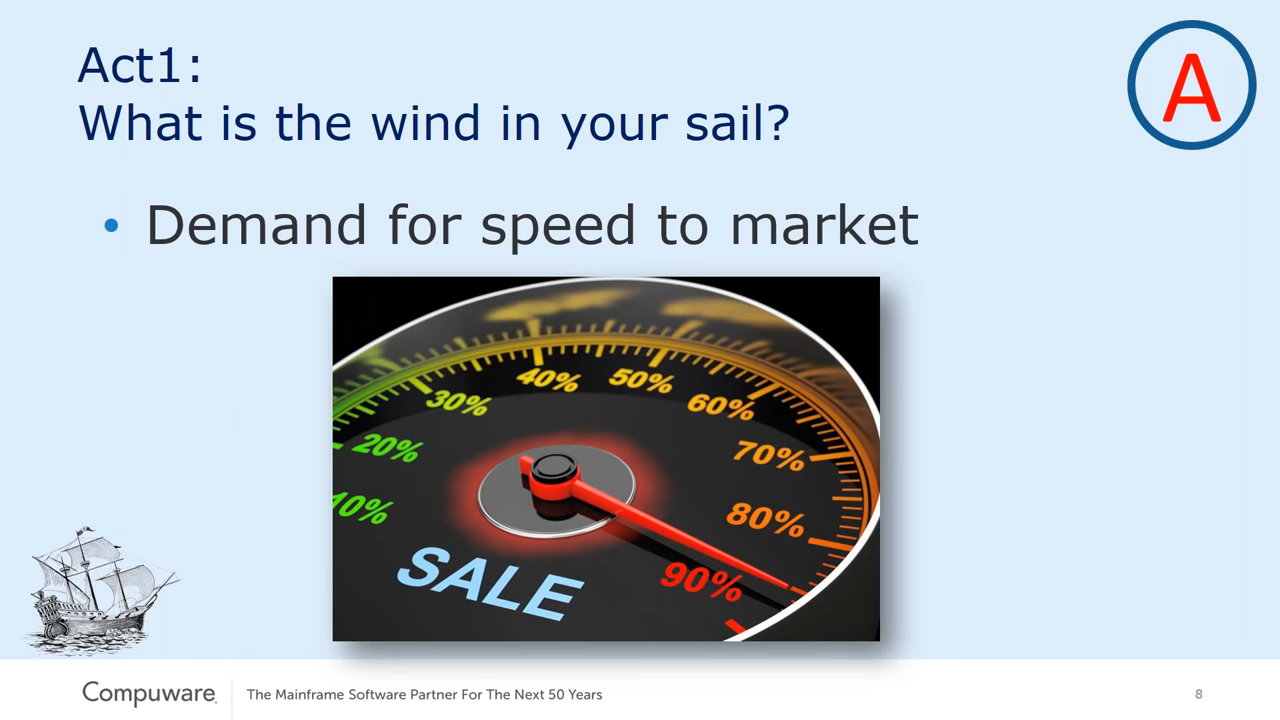 Act1:
What is the wind in your sail?
A
• Demand for speed to market
40% 50%
30% 60%
20% 70%
10% 80%
SALE 90%
Compuware. The Mainframe Software Partner For The Next 50 Years 8